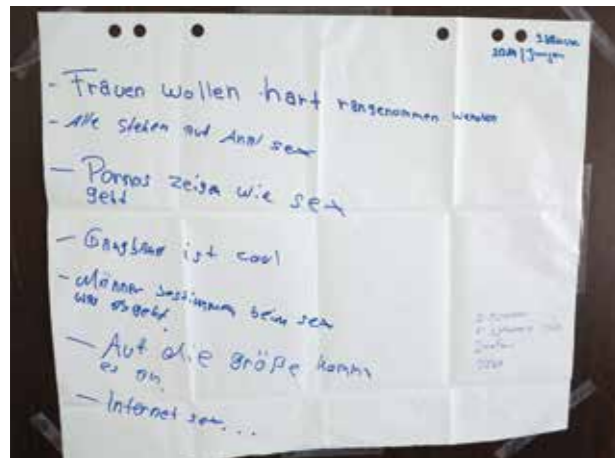 - Frauen wollen hart rangenommen werden
- Alle stehen auf Anal sex
- Pornos zeigen wie sex
geht
- Gangbang ist cool
- Männer bestimmen beim sex
wie es geht.
- Auf die größe kommt
es an.
- Internet sex...